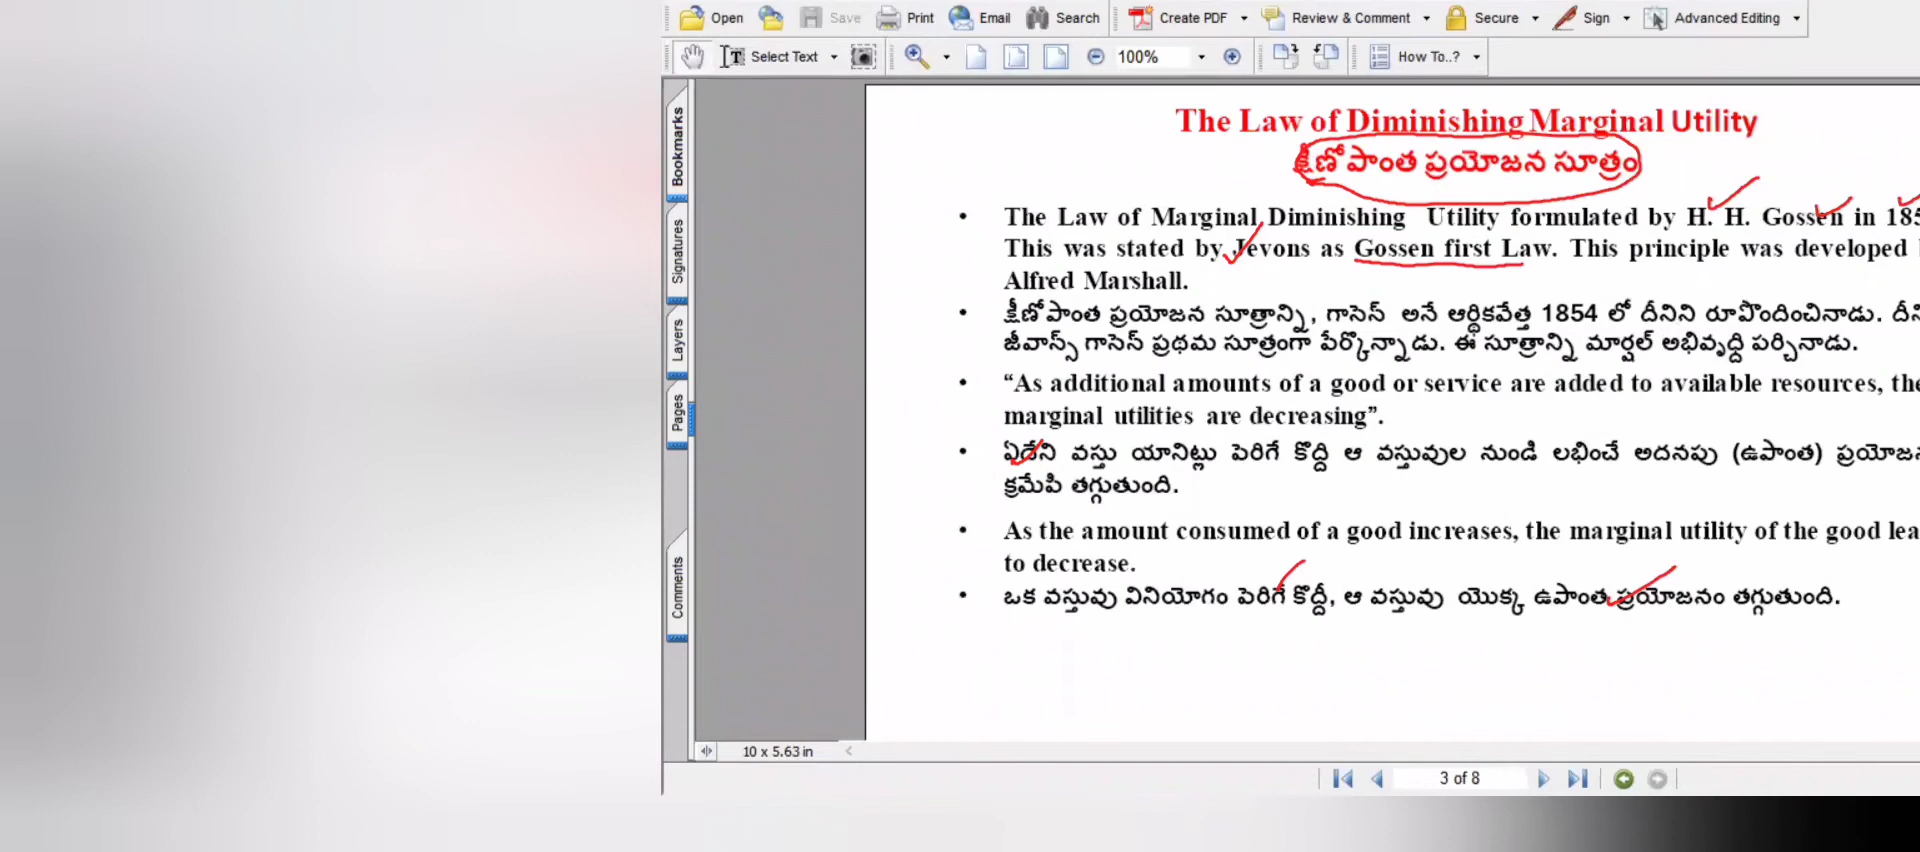 Open Save Print Email Search Create PDF Review & Comment Secure Sign Advanced Editing
Select Text 100% How To..?
Bookmarks
Signatures
Layers
Pages
Comments
The Law of Diminishing Marginal Utility
క్షీణోపాంత ప్రయోజన సూత్రం
• The Law of Marginal Diminishing Utility formulated by H. H. Gossen in
This was stated by Jevons as Gossen first Law. This principle was developed
Alfred Marshall.
• క్షీణోపాంత ప్రయోజన సూత్రాన్ని, గాసెన్ అనే ఆర్థికవేత్త 1854 లో దీనిని రూపొందించినాడు.
జీవాన్స్ గాసెన్ ప్రథమ సూత్రంగా పేర్కొన్నాడు. ఈ సూత్రాన్ని మార్షల్ అభివృద్ది పర్చినాడు.
• “As additional amounts of a good or service are added to available resources, the
marginal utilities are decreasing”.
• ఏదేని వస్తు యానిట్లు పెరిగే కొద్ది ఆ వస్తువుల నుండి లభించే అదనపు (ఉపాంత)
క్రమేపి తగ్గుతుంది.
• As the amount consumed of a good increases, the marginal utility of the good
to decrease.
• ఒక వస్తువు వినియోగం పెరిగే కొద్దీ, ఆ వస్తువు యొక్క ఉపాంత ప్రయోజనం తగ్గుతుంది.
10 x 5.63 in
3 of 8